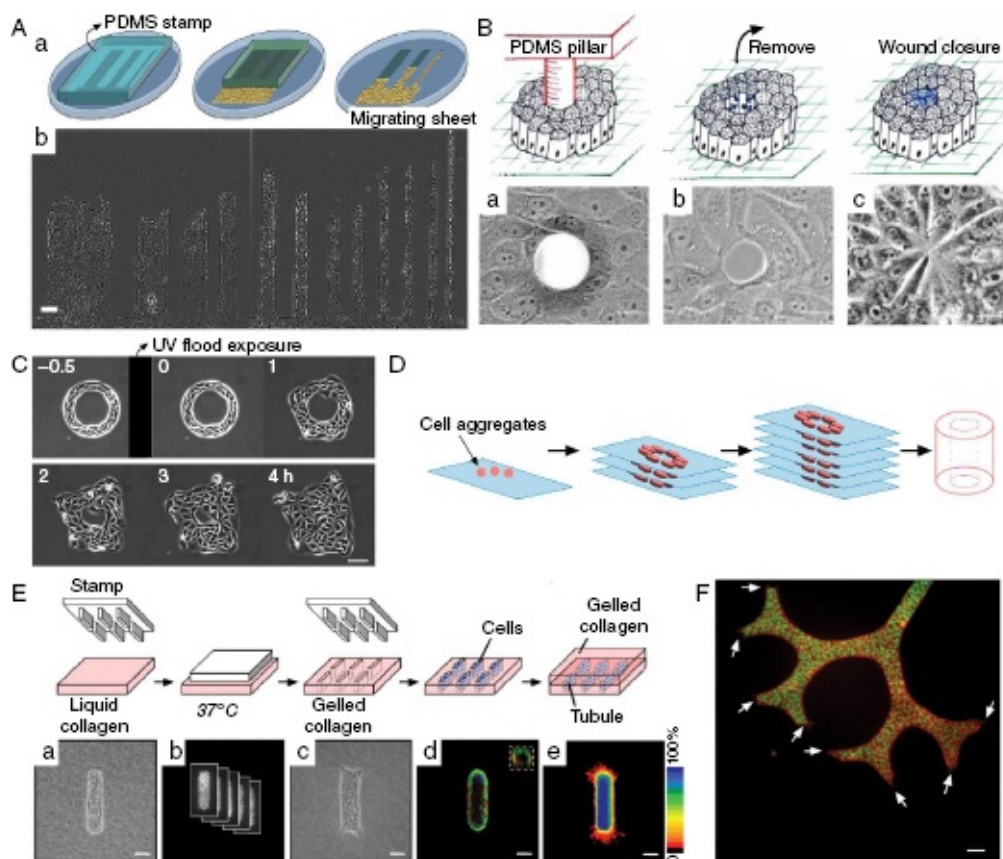 A
PDMS stamp
a
Migrating sheet
b
B
PDMS pillar
Remove
Wound closure
a
b
c
C
UV flood exposure
−0.5
0
1
2
3
4 h
D
Cell aggregates
E
Stamp
Liquid
collagen
37°C
Gelled
collagen
Cells
Gelled
collagen
Tubule
a
b
c
d
e
100%
0
F